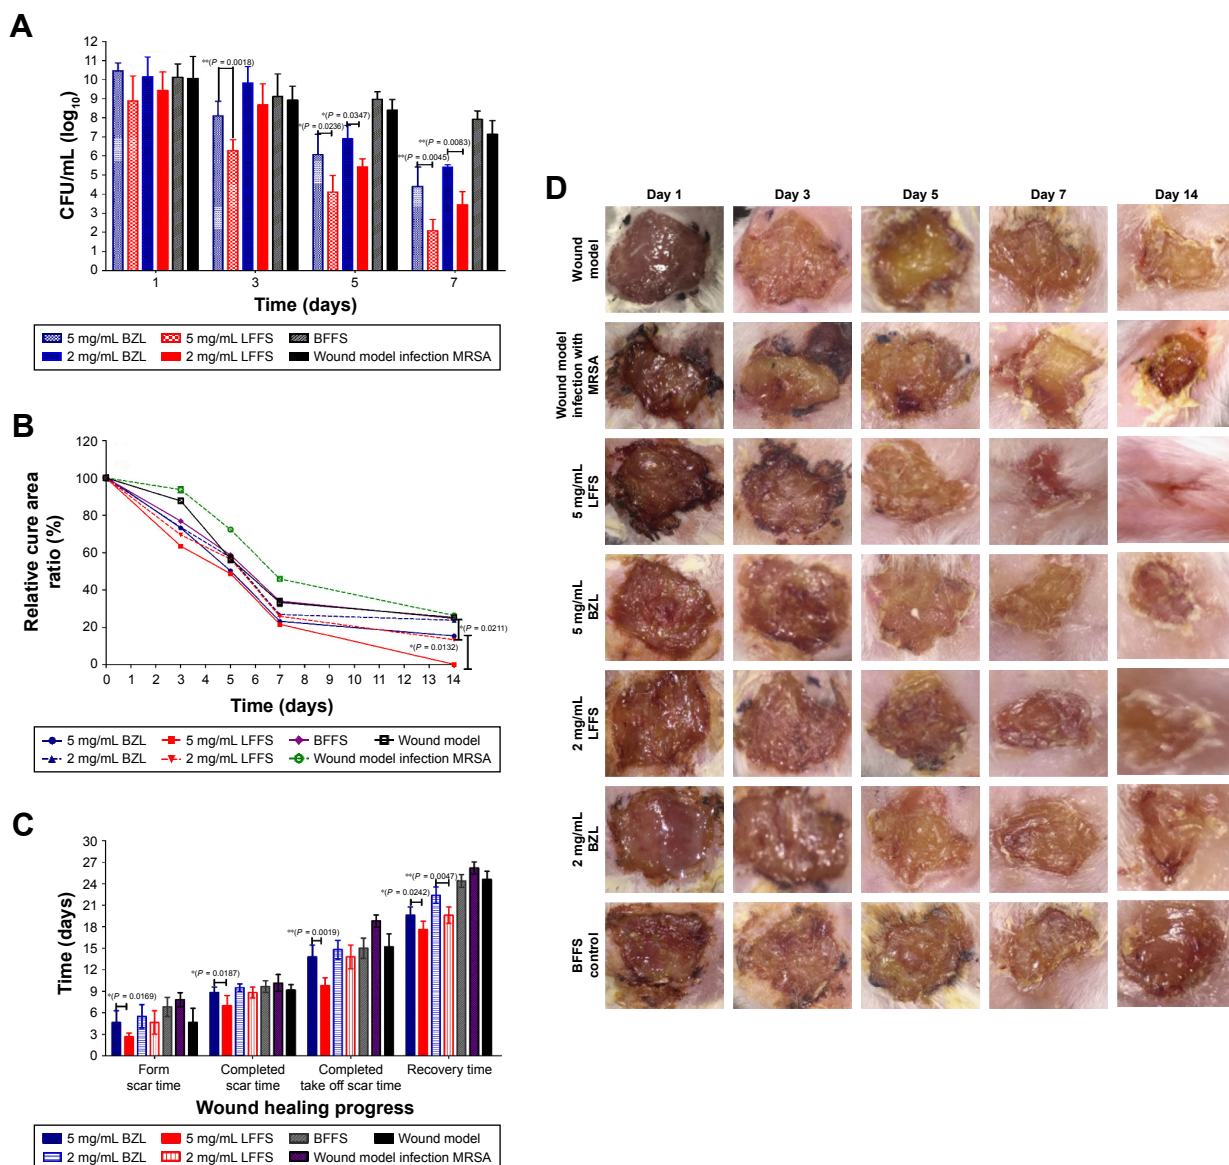 A
CFU/mL (log10)
12
11
10
9
8
7
6
5
4
3
2
1
0
**(P = 0.0018)
*(P = 0.0236)
*(P = 0.0347)
**(P = 0.0045)
**(P = 0.0083)
1 3 5 7
Time (days)
5 mg/mL BZL 5 mg/mL LFFS BFFS
2 mg/mL BZL 2 mg/mL LFFS Wound model infection MRSA
B
Relative cure area
ratio (%)
120
100
80
60
40
20
0
*(P = 0.0211)
*(P = 0.0132)
0 1 2 3 4 5 6 7 8 9 10 11 12 13 14
Time (days)
5 mg/mL BZL 5 mg/mL LFFS BFFS Wound model
2 mg/mL BZL 2 mg/mL LFFS Wound model infection MRSA
C
Time (days)
30
27
24
21
18
15
12
9
6
3
0
*(P = 0.0169)
*(P = 0.0187)
**(P = 0.0019)
*(P = 0.0242)
**(P = 0.0047)
Form
scar time
Completed
scar time
Completed
take off scar time
Recovery time
Wound healing progress
5 mg/mL BZL 5 mg/mL LFFS BFFS Wound model
2 mg/mL BZL 2 mg/mL LFFS Wound model infection MRSA
D
Day 1 Day 3 Day 5 Day 7 Day 14
Wound
model
Wound model
infection with
MRSA
5 mg/mL
LFFS
5 mg/mL
BZL
2 mg/mL
LFFS
2 mg/mL
BZL
BFFS
control